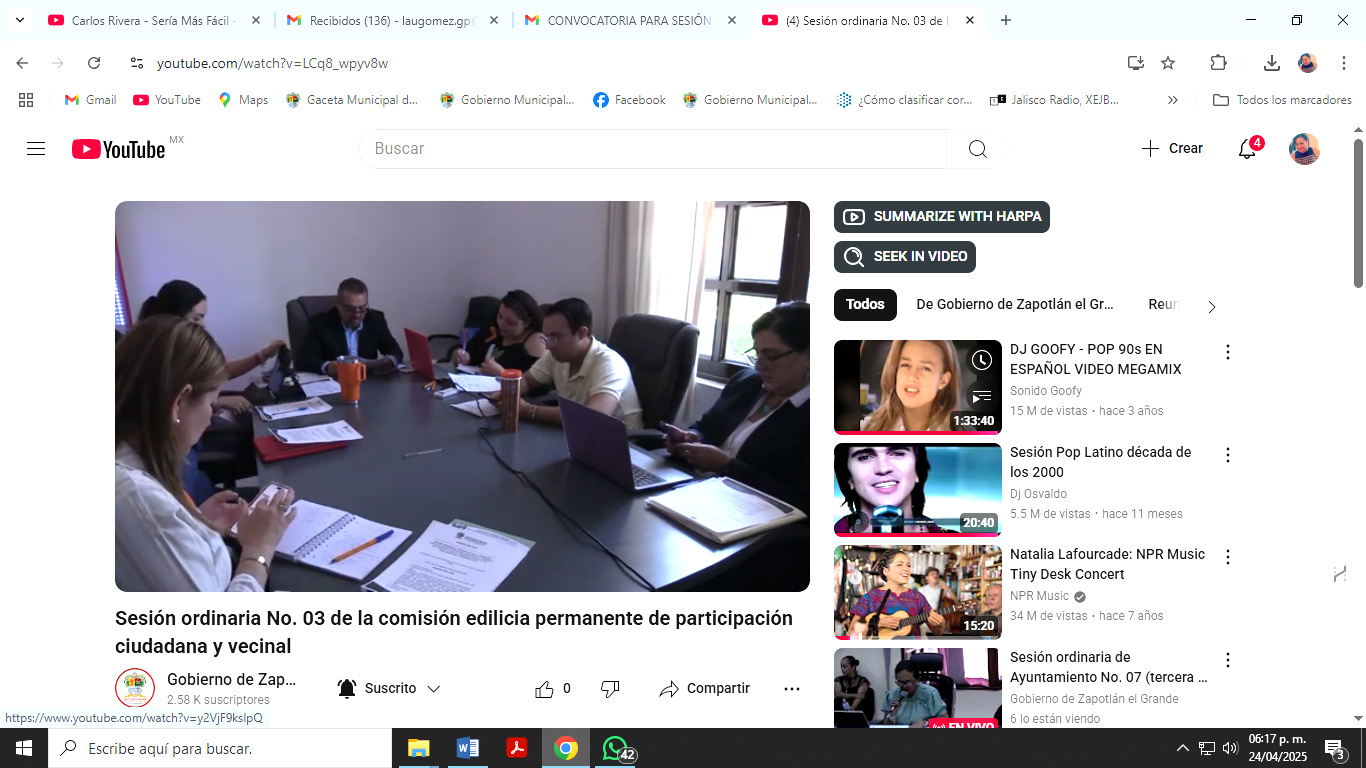 Carlos Rivera - Sería Más Fácil -
Recibidos (136) - laugomez.gp
CONVOCATORIA PARA SESIÓN
(4) Sesión ordinaria No. 03 de
youtube.com/watch?v=LCq8_wpyv8w
Gmail
YouTube
Maps
Gaceta Municipal d...
Gobierno Municipal...
Facebook
Gobierno Municipal...
¿Cómo clasificar cor...
Jalisco Radio, XEJB...
Todos los marcadores
YouTube MX
Buscar
Crear
4
SUMMARIZE WITH HARPA
SEEK IN VIDEO
Todos
De Gobierno de Zapotlán el Gr...
Reun
DJ GOOFY - POP 90s EN
ESPAÑOL VIDEO MEGAMIX
Sonido Goofy
15 M de vistas • hace 3 años
1:33:40
Sesión Pop Latino década de
los 2000
Dj Osvaldo
5.5 M de vistas • hace 11 meses
20:40
Natalia Lafourcade: NPR Music
Tiny Desk Concert
NPR Music
34 M de vistas • hace 7 años
15:20
Sesión ordinaria de
Ayuntamiento No. 07 (tercera ...
Gobierno de Zapotlán el Grande
6 lo están viendo
EN VIVO
Sesión ordinaria No. 03 de la comisión edilicia permanente de participación
ciudadana y vecinal
Gobierno de Zap...
2.58 K suscriptores
Suscrito
0
Compartir
https://www.youtube.com/watch?v=y2VjF9kslpQ
Escribe aquí para buscar.
42
06:17 p. m.
24/04/2025
3